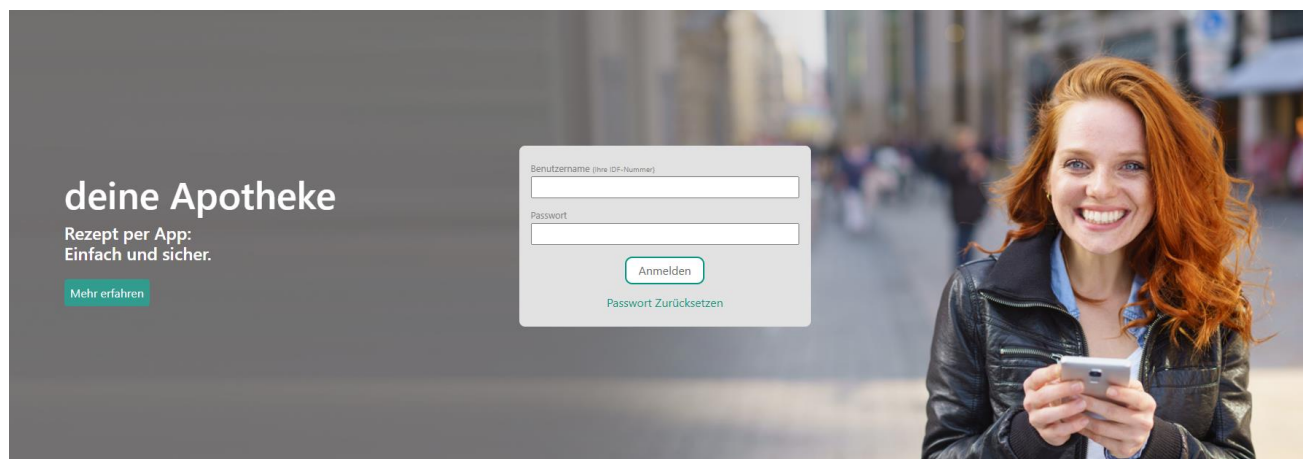 deine Apotheke
Rezept per App:
Einfach und sicher.
Mehr erfahren
Benutzername (Ihre IDF-Nummer)
Passwort
Anmelden
Passwort Zurücksetzen